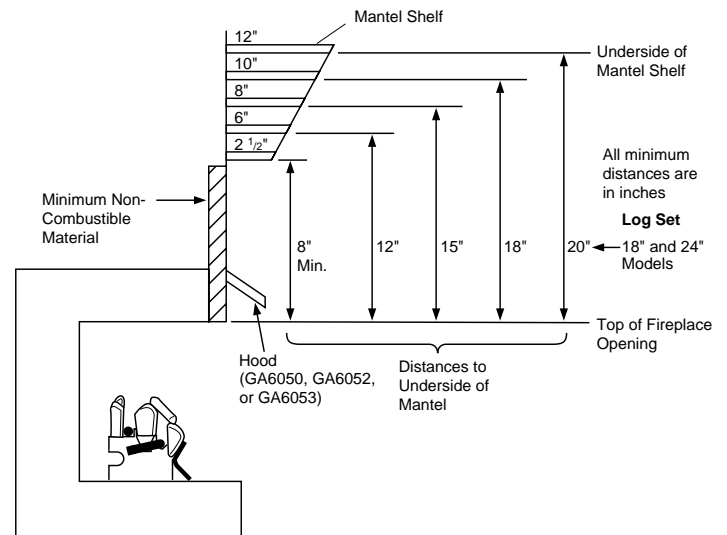 Mantel Shelf
12"
10"
8"
6"
2 1/2"
Underside of
Mantel Shelf
All minimum
distances are
in inches
Log Set
18" and 24"
Models
Minimum Non-
Combustible
Material
8"
Min.
12"
15"
18"
20"
Top of Fireplace
Opening
Hood
(GA6050, GA6052,
or GA6053)
Distances to
Underside of
Mantel